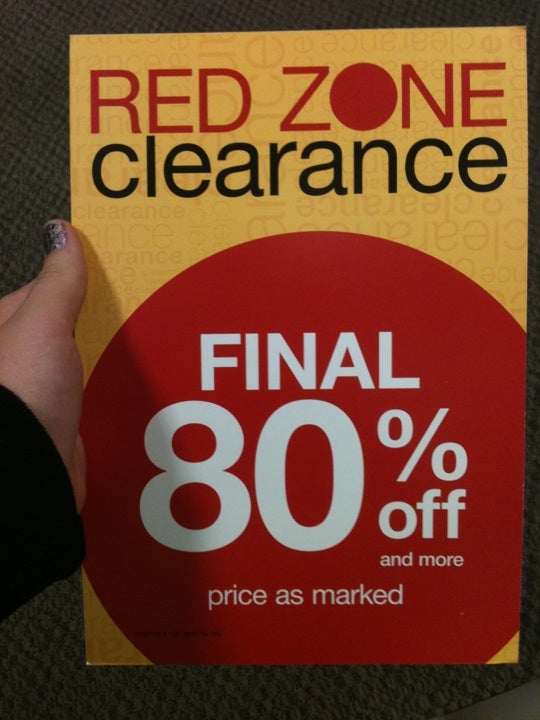 RED ZONE
clearance
FINAL
80%
off
and more
price as marked